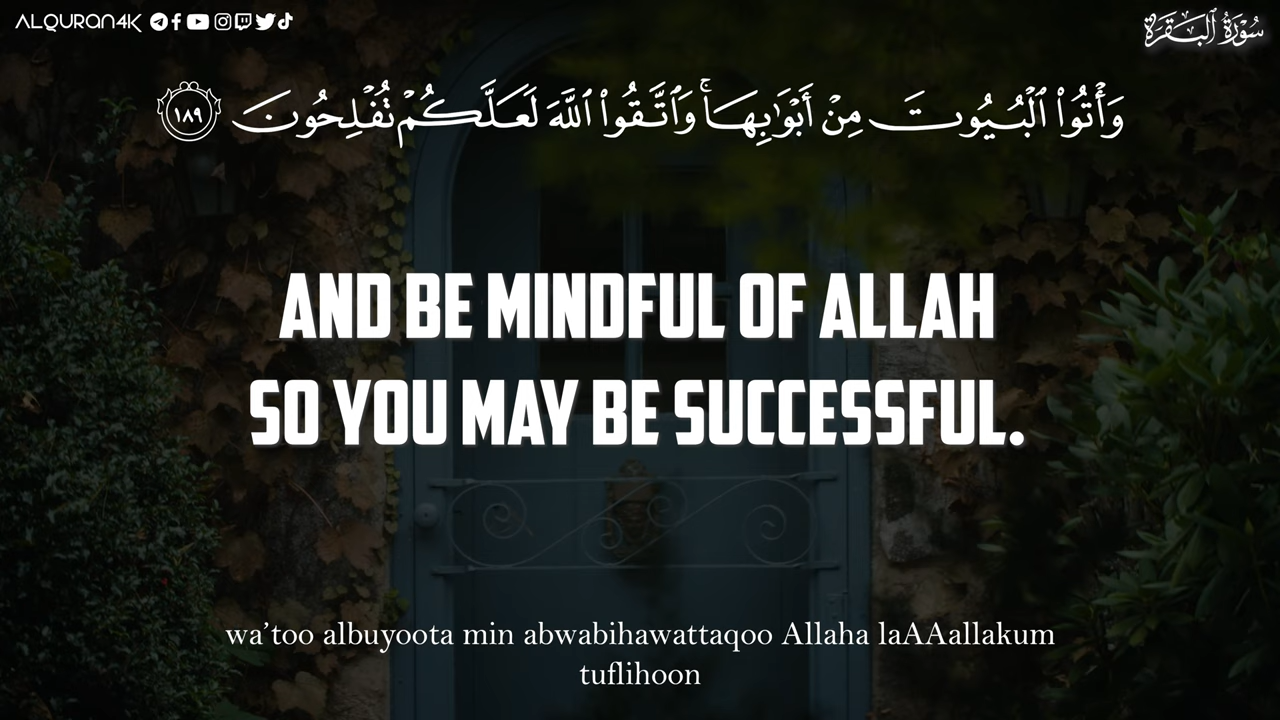 ALQURAN4K
سُورَةُ ٱلْبَقَرَةِ
وَأْتُوا۟ ٱلْبُيُوتَ مِنْ أَبْوَٰبِهَا ۚ وَٱتَّقُوا۟ ٱللَّهَ لَعَلَّكُمْ تُفْلِحُونَ ١٨٩
AND BE MINDFUL OF ALLAH
SO YOU MAY BE SUCCESSFUL.
wa’too albuyoota min abwabihawattaqoo Allaha laAAallakum
tuflihoon